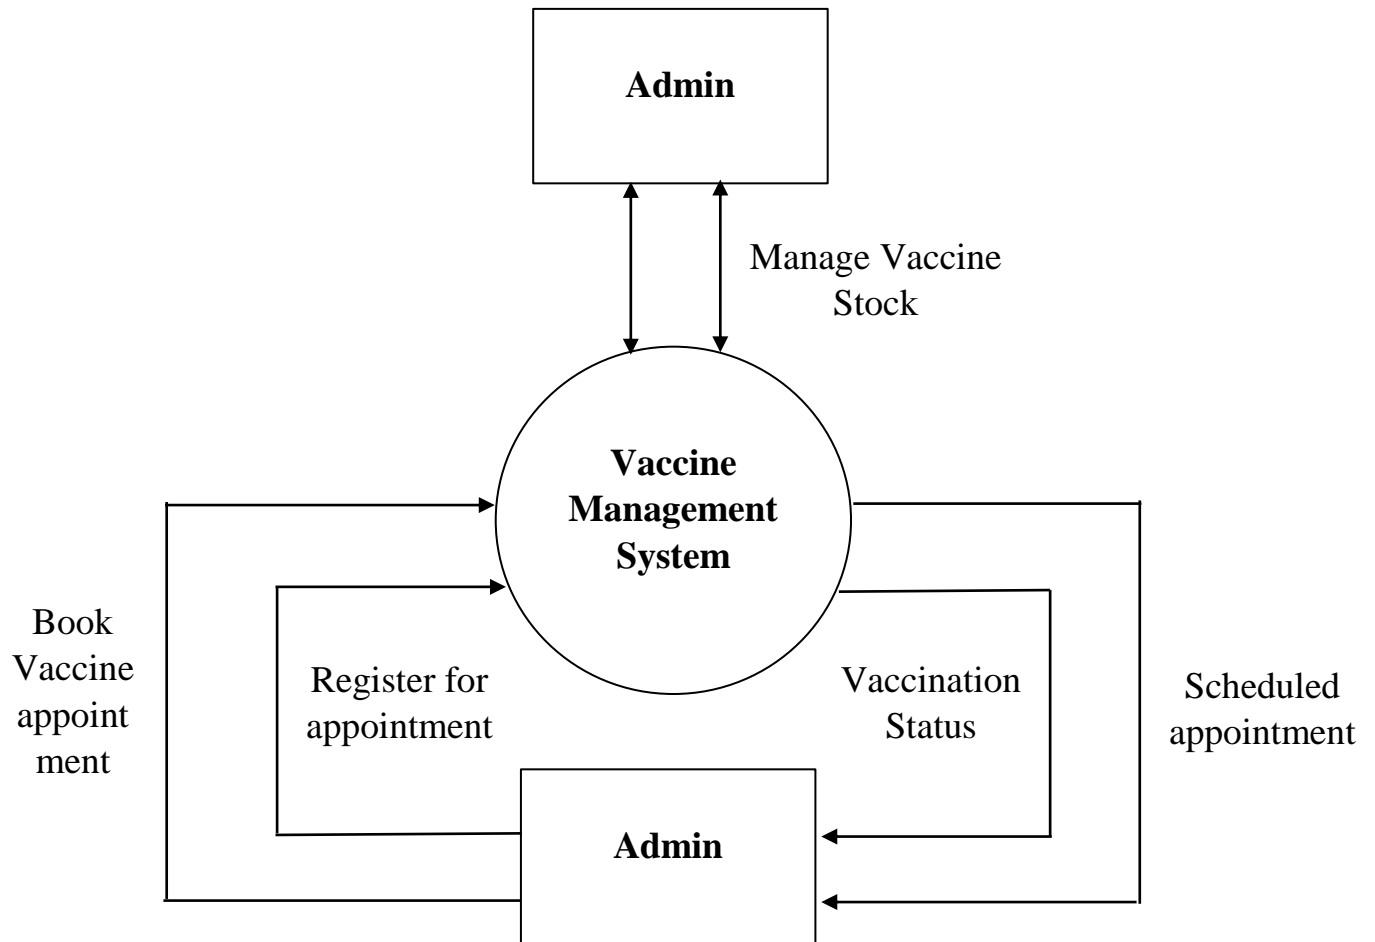 Admin
Manage Vaccine
Stock
Vaccine
Management
System
Book
Vaccine
appoint
ment
Register for
appointment
Vaccination
Status
Scheduled
appointment
Admin